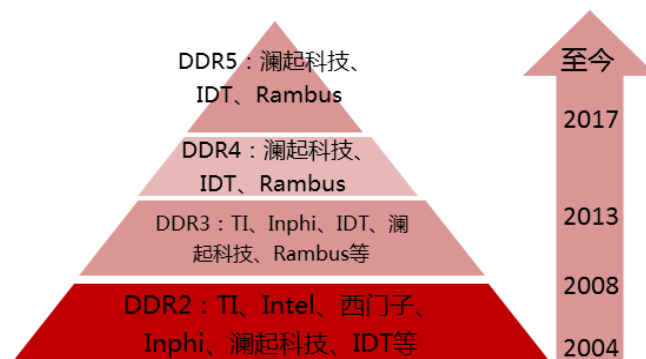 DDR5：澜起科技、
IDT、Rambus
DDR4：澜起科技、
IDT、Rambus
DDR3：TI、Inphi、IDT、澜
起科技、Rambus等
DDR2：TI、Intel、西门子、
Inphi、澜起科技、IDT等
至今
2017
2013
2008
2004